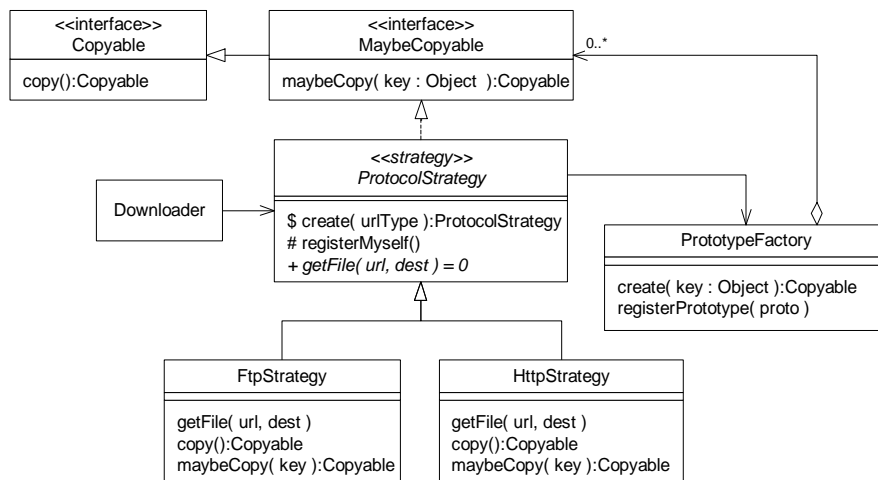 <<interface>>
Copyable
copy():Copyable
<<interface>>
MaybeCopyable
maybeCopy( key : Object ):Copyable
0..*
<<strategy>>
ProtocolStrategy
$ create( urlType ):ProtocolStrategy
# registerMyself()
+ getFile( url, dest ) = 0
Downloader
PrototypeFactory
create( key : Object ):Copyable
registerPrototype( proto )
FtpStrategy
getFile( url, dest )
copy():Copyable
maybeCopy( key ):Copyable
HttpStrategy
getFile( url, dest )
copy():Copyable
maybeCopy( key ):Copyable